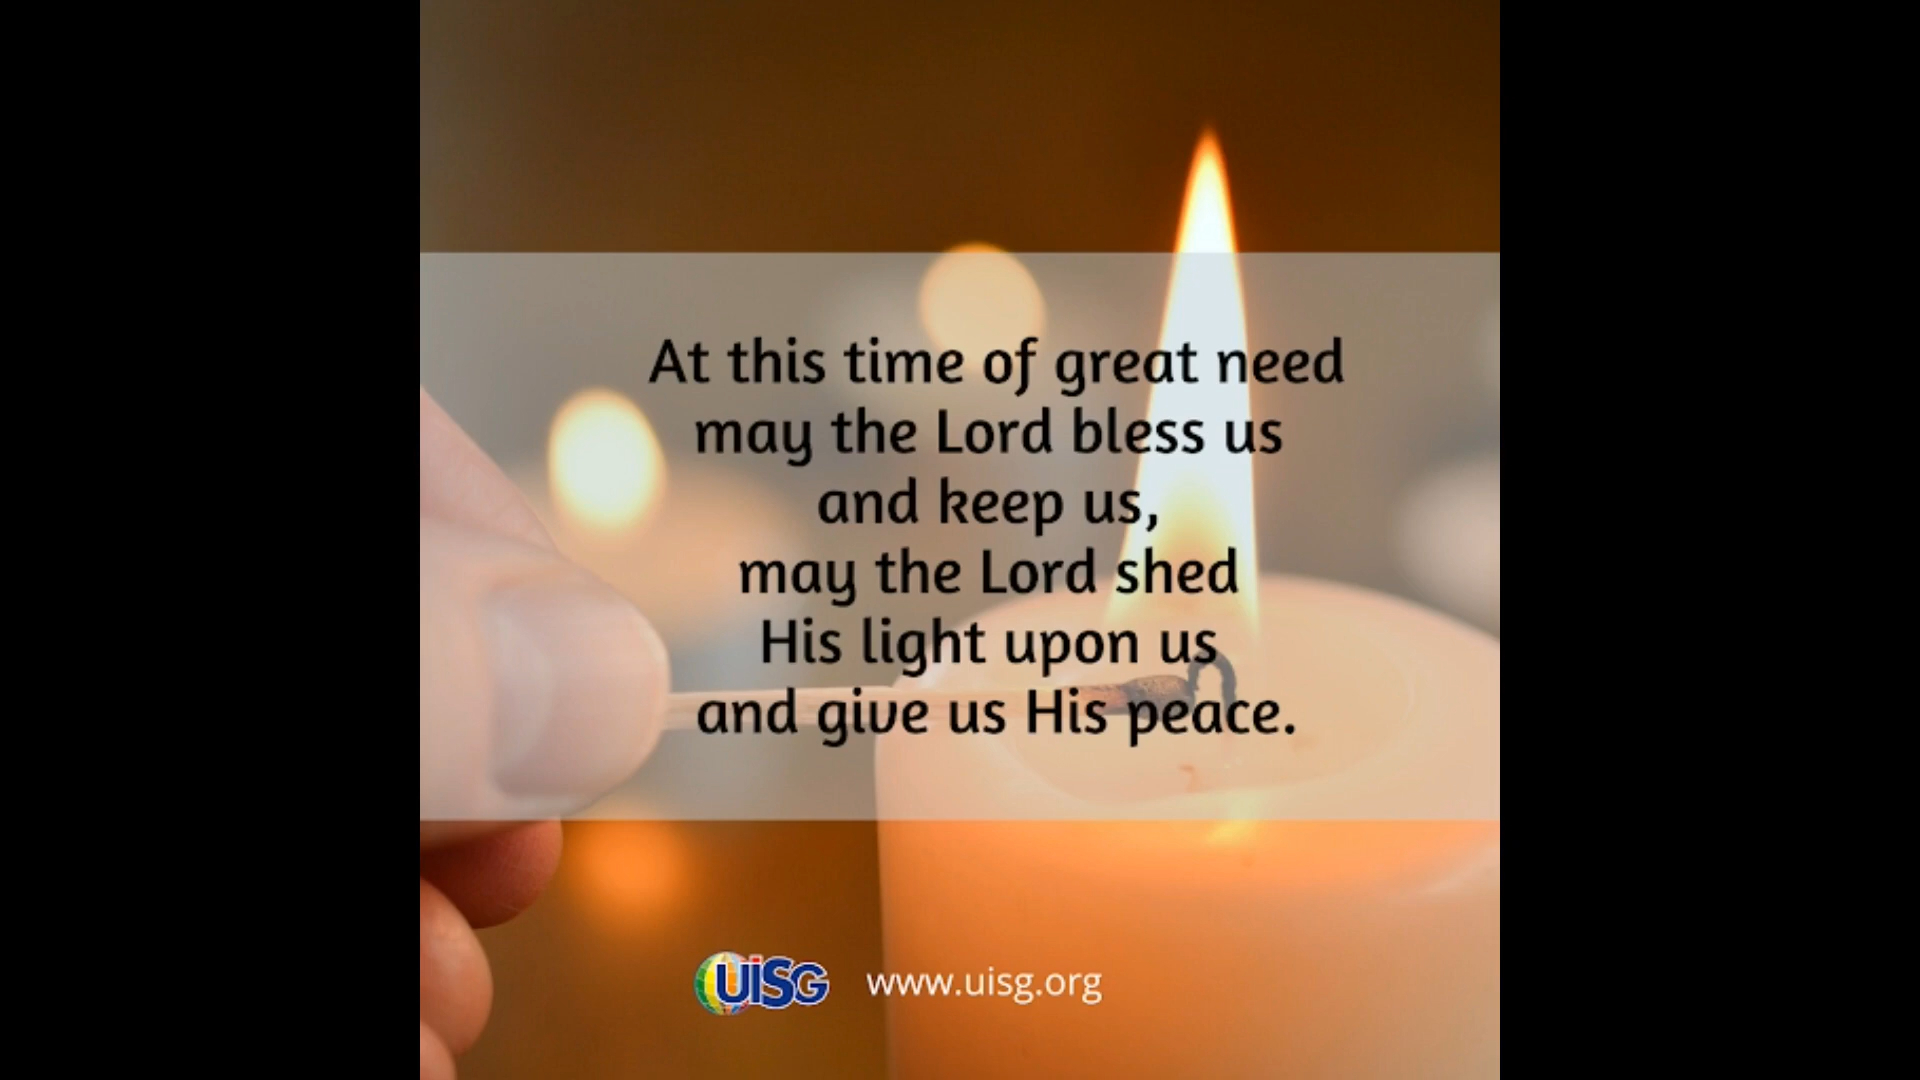 At this time of great need
may the Lord bless us
and keep us,
may the Lord shed
His light upon us
and give us His peace.
UISG www.uisg.org